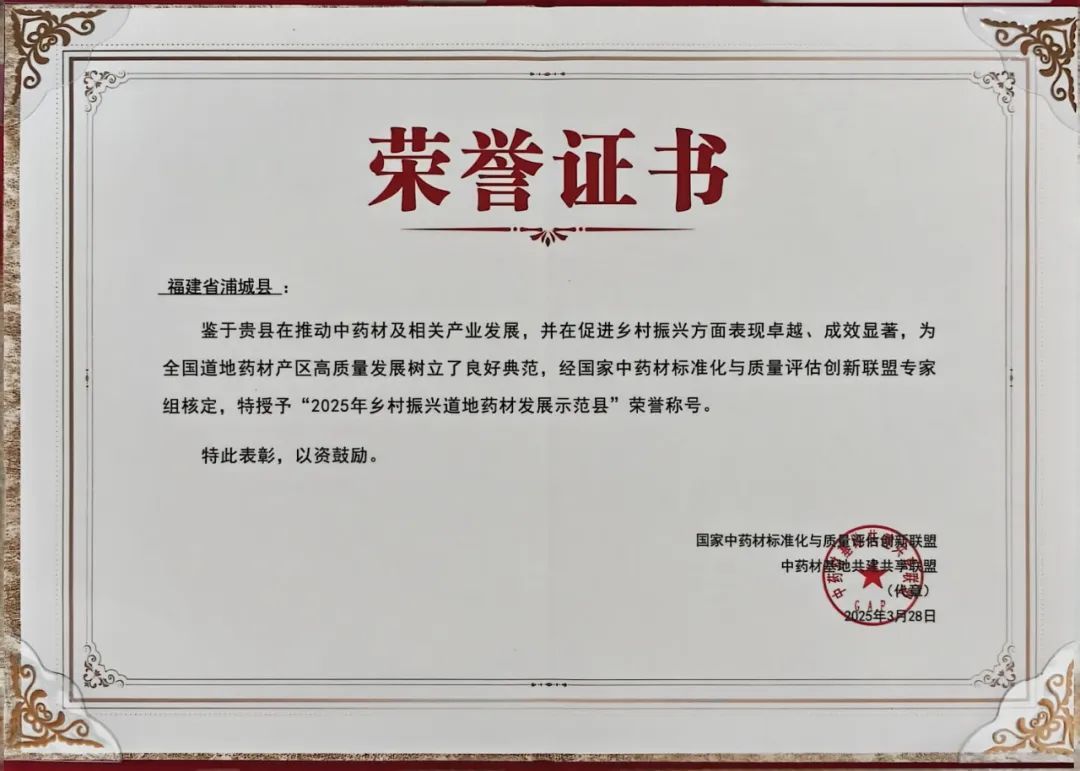 荣誉证书
福建省浦城县：
鉴于贵县在推动中药材及相关产业发展，并在促进乡村振兴方面表现卓越、成效显著，为
全国道地药材产区高质量发展树立了良好典范，经国家中药材标准化与质量评估创新联盟专家
组核定，特授予“2025年乡村振兴道地药材发展示范县”荣誉称号。
特此表彰，以资鼓励。
国家中药材标准化与质量评估创新联盟
中药材基地共建共享联盟
（代章）
2025年3月28日
GAP